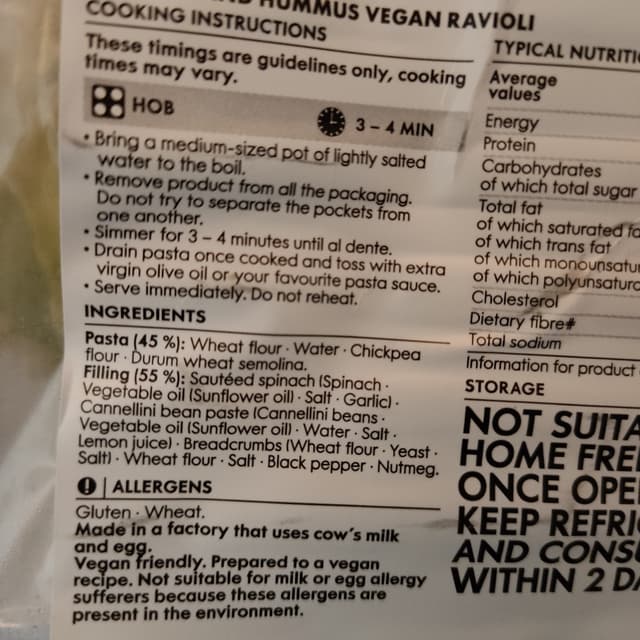 HUMMUS VEGAN RAVIOLI
COOKING INSTRUCTIONS
These timings are guidelines only, cooking
times may vary.
HOB
3 – 4 MIN
• Bring a medium-sized pot of lightly salted
water to the boil.
• Remove product from all the packaging.
Do not try to separate the pockets from
one another.
• Simmer for 3 – 4 minutes until al dente.
• Drain pasta once cooked and toss with extra
virgin olive oil or your favourite pasta sauce.
• Serve immediately. Do not reheat.
INGREDIENTS
Pasta (45 %): Wheat flour · Water · Chickpea
flour · Durum wheat semolina.
Filling (55 %): Sautéed spinach (Spinach ·
Vegetable oil (Sunflower oil) · Salt · Garlic) ·
Cannellini bean paste (Cannellini beans ·
Vegetable oil (Sunflower oil) · Water · Salt ·
Lemon juice) · Breadcrumbs (Wheat flour · Yeast ·
Salt) · Wheat flour · Salt · Black pepper · Nutmeg.
ALLERGENS
Gluten · Wheat.
Made in a factory that uses cow's milk
and egg.
Vegan friendly. Prepared to a vegan
recipe. Not suitable for milk or egg allergy
sufferers because these allergens are
present in the environment.
TYPICAL
Average
values
Energy
Protein
Carbohydrates
of which total sugar
Total fat
of which saturated
of which trans fat
of which
of which
Cholesterol
Dietary fibre#
Total sodium
Information for product
STORAGE
NOT
HOME
ONCE
KEEP
AND
WITHIN 2